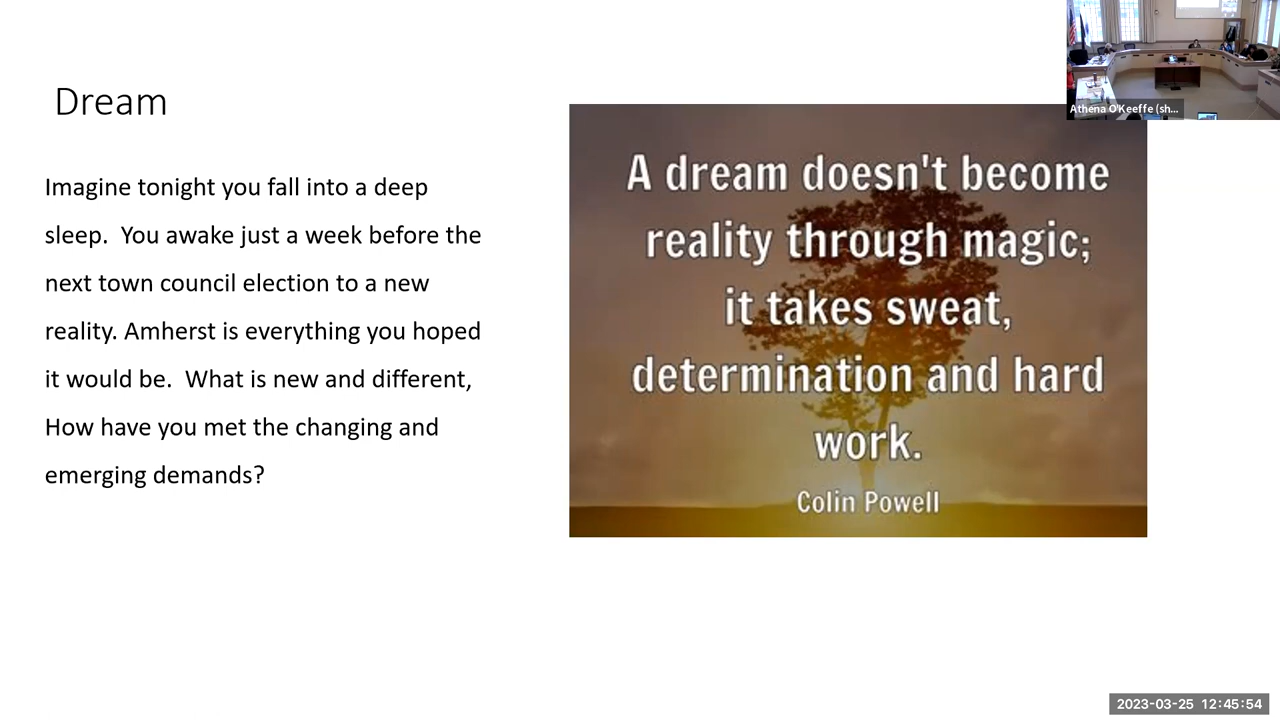 Athena O'Keeffe (sh...
Dream
Imagine tonight you fall into a deep
sleep.  You awake just a week before the
next town council election to a new
reality. Amherst is everything you hoped
it would be.  What is new and different,
How have you met the changing and
emerging demands?
A dream doesn't become
reality through magic;
it takes sweat,
determination and hard
work.
Colin Powell
2023-03-25 12:45:54